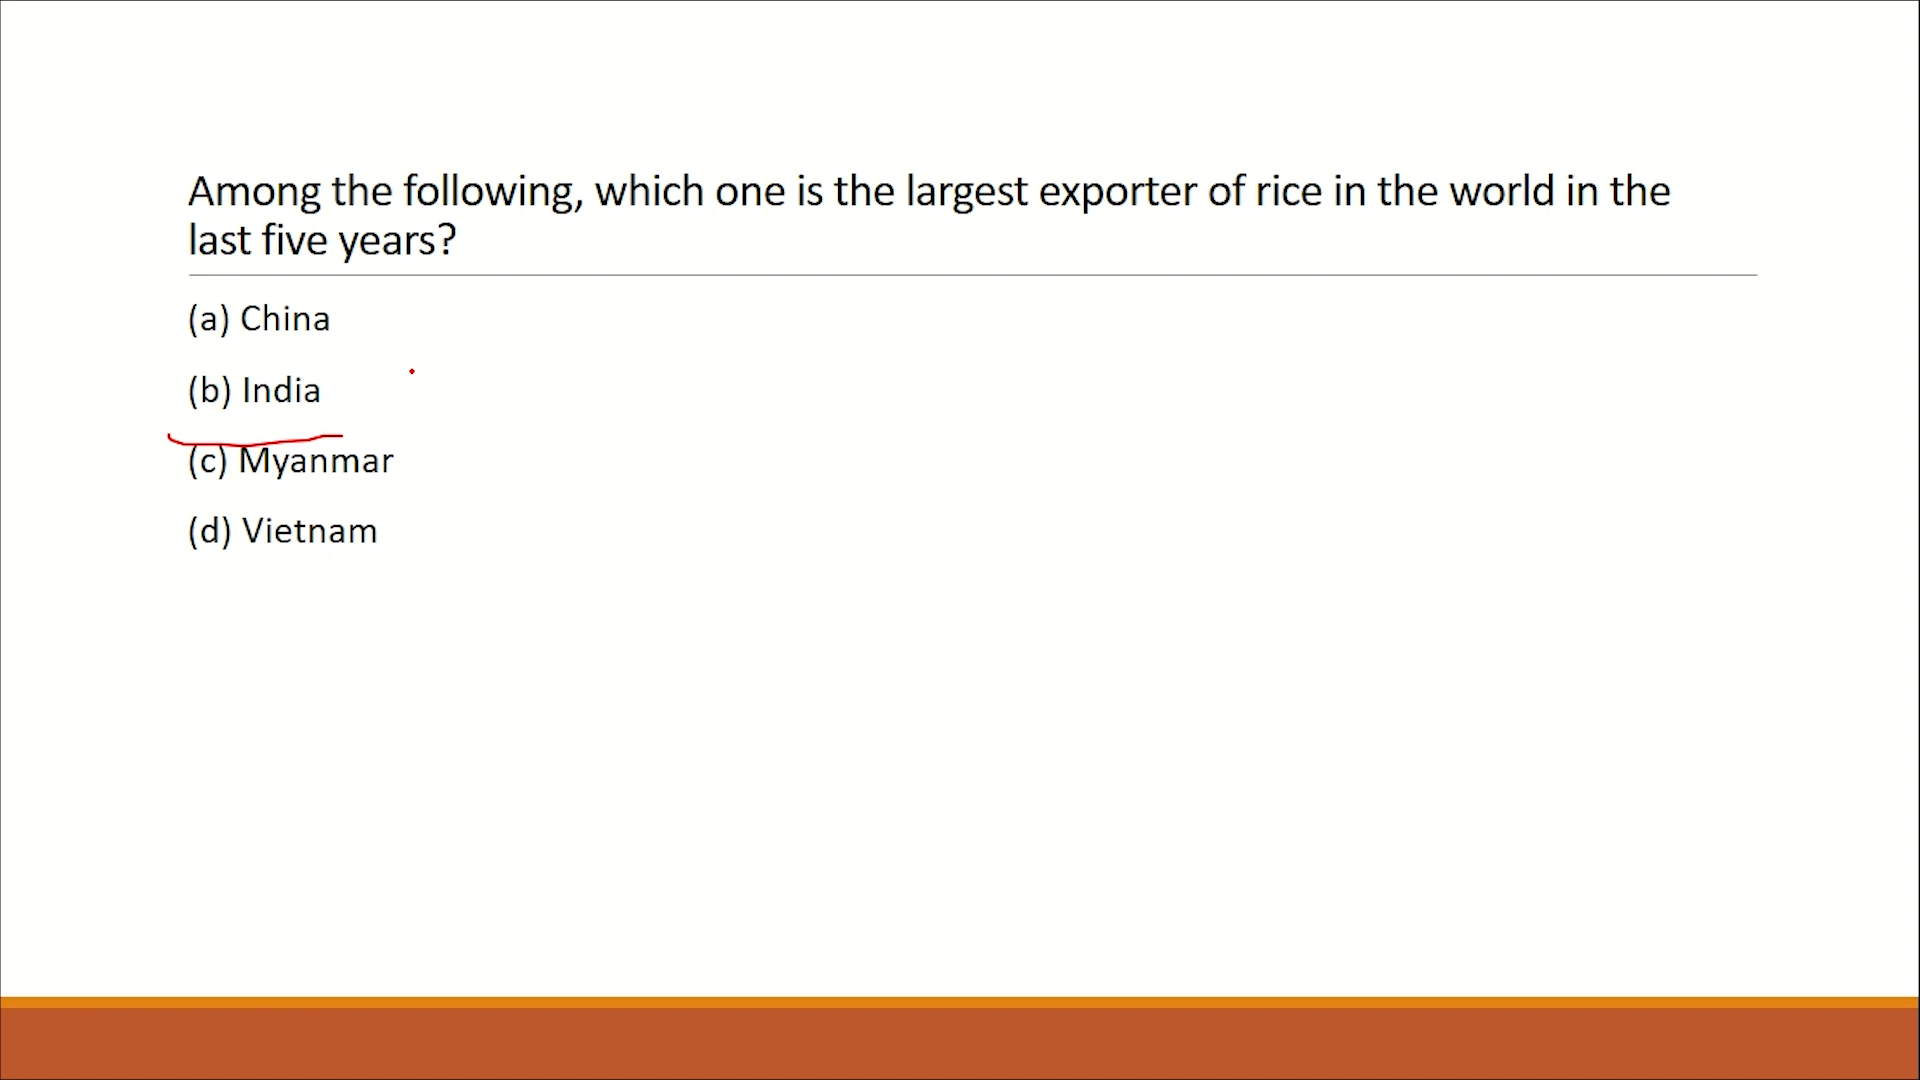 Among the following, which one is the largest exporter of rice in the world in the
last five years?
(a) China
(b) India
(c) Myanmar
(d) Vietnam